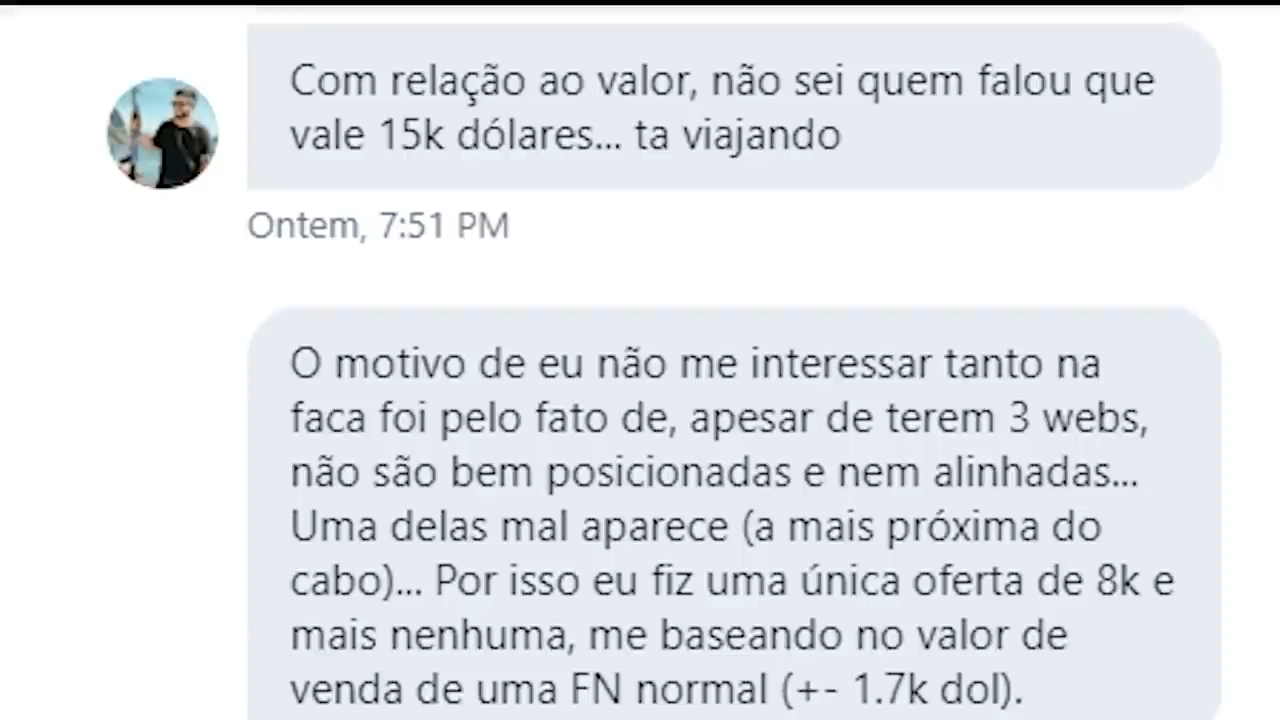 Com relação ao valor, não sei quem falou que
vale 15k dólares... ta viajando
Ontem, 7:51 PM
O motivo de eu não me interessar tanto na
faca foi pelo fato de, apesar de terem 3 webs,
não são bem posicionadas e nem alinhadas...
Uma delas mal aparece (a mais próxima do
cabo)... Por isso eu fiz uma única oferta de 8k e
mais nenhuma, me baseando no valor de
venda de uma FN normal (+- 1.7k dol).